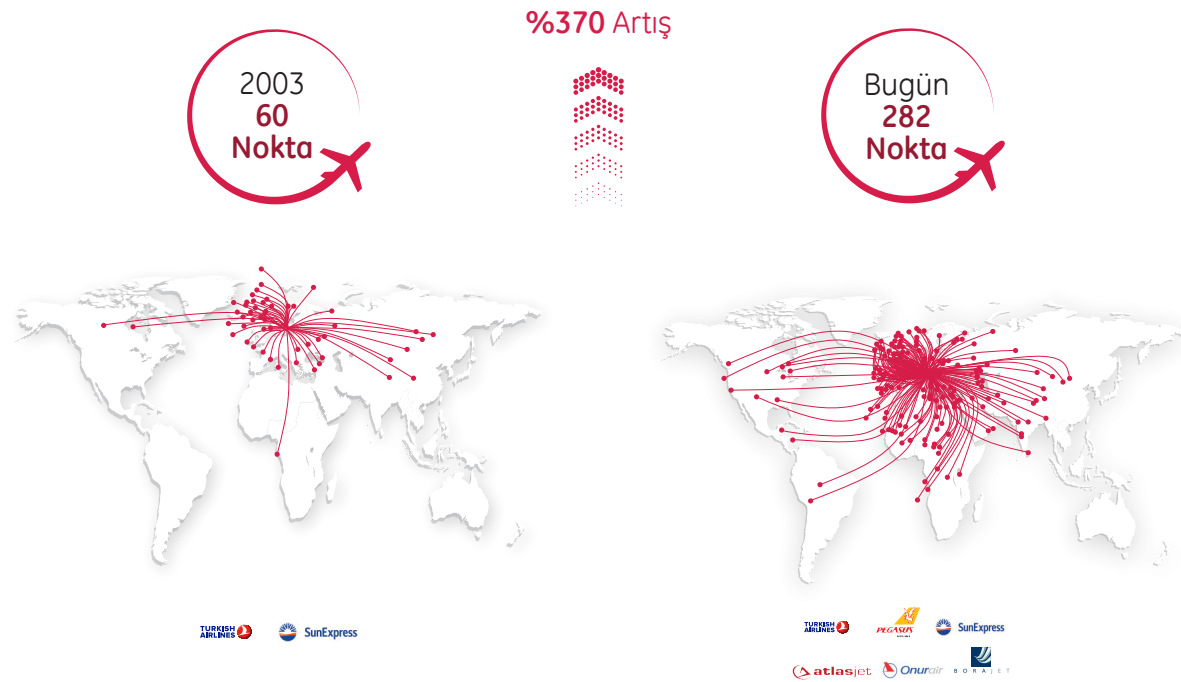 %370 Artış
2003
60
Nokta
Bugün
282
Nokta
TURKISH
AIRLINES
SunExpress
TURKISH
AIRLINES
PEGASUS
SunExpress
atlasjet
Onurair
BORAJET